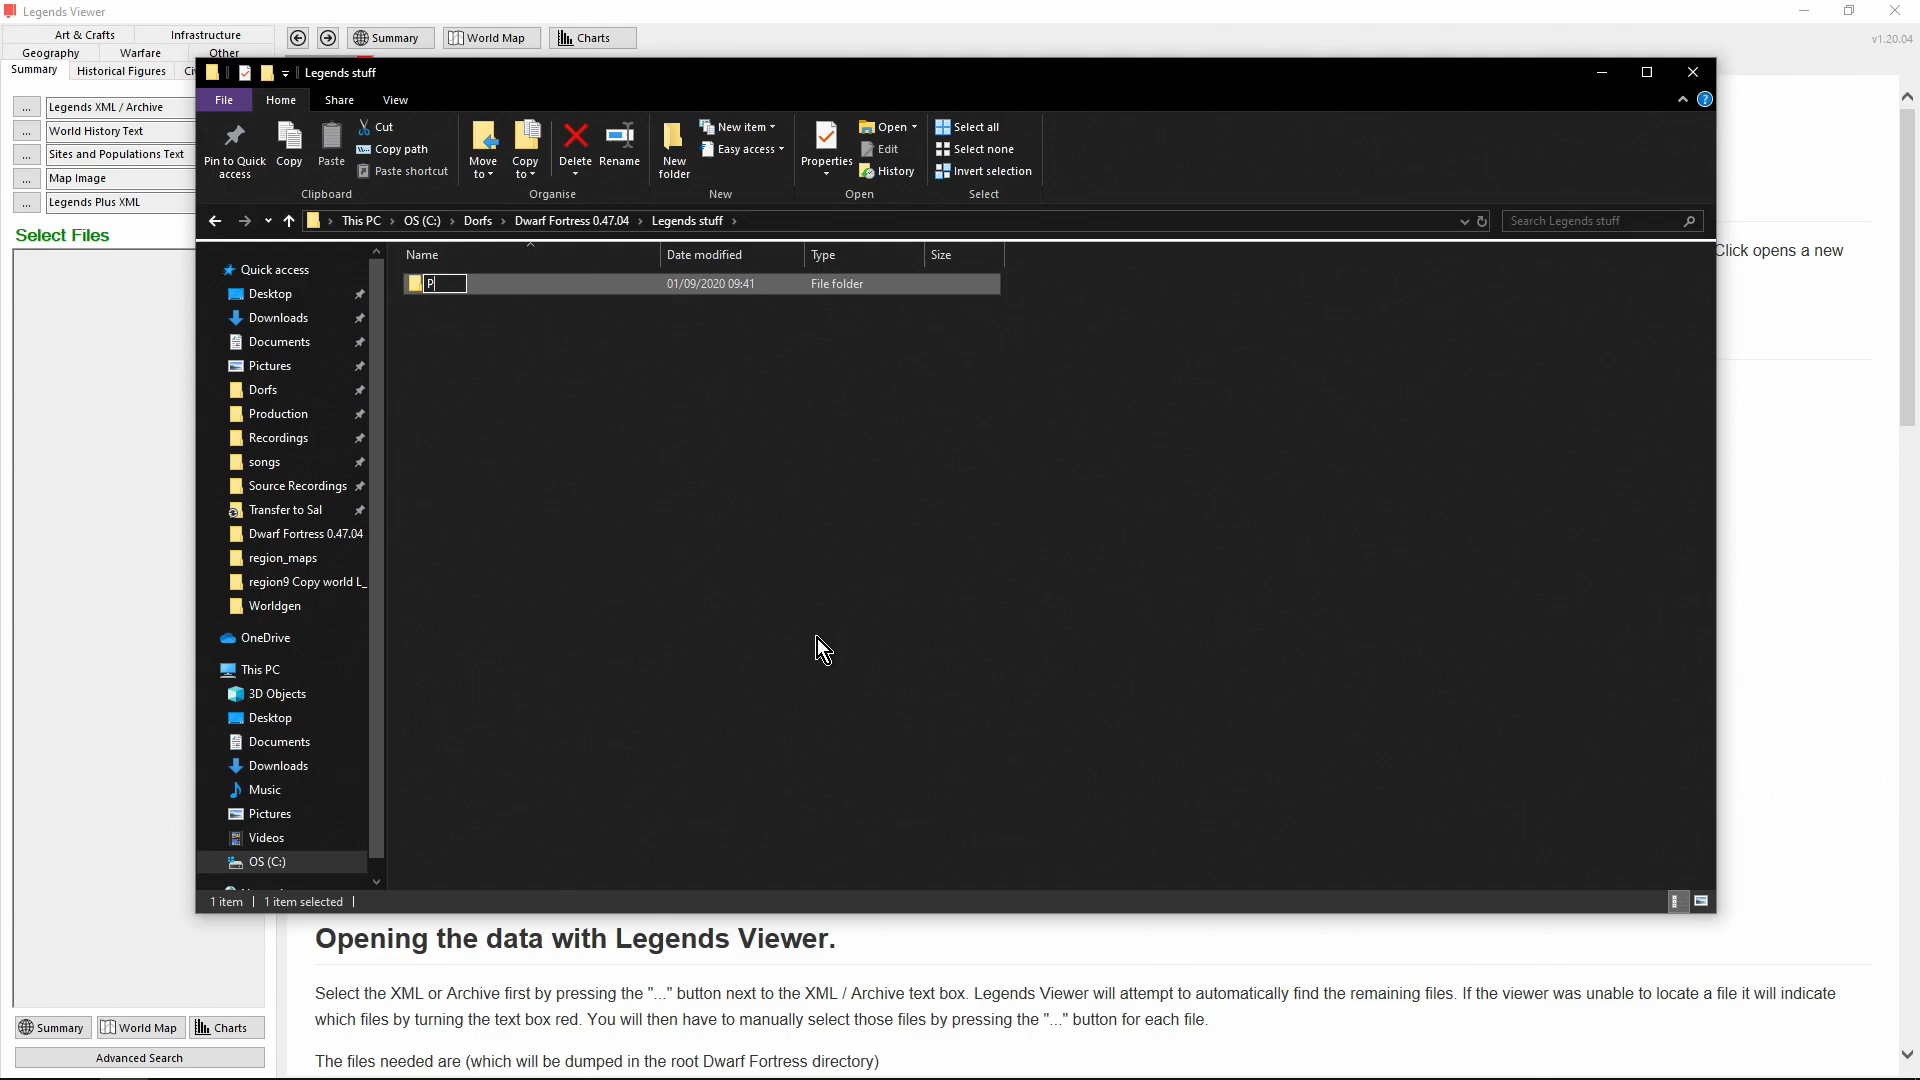 Legends Viewer
Art & Crafts
Infrastructure
Geography
Warfare
Other
Summary
Historical Figures
Summary
World Map
Charts
v1.20.04
... Legends XML / Archive
... World History Text
... Sites and Populations Text
... Map Image
... Legends Plus XML
Select Files
Legends stuff
File
Home
Share
View
Pin to Quick access
Copy
Paste
Cut
Copy path
Paste shortcut
Clipboard
Move to
Copy to
Delete
Rename
Organise
New folder
New item
Easy access
New
Properties
Open
Edit
History
Open
Select all
Select none
Invert selection
Select
This PC > OS (C:) > Dorfs > Dwarf Fortress 0.47.04 > Legends stuff >
Search Legends stuff
Name
Date modified
Type
Size
P
01/09/2020 09:41
File folder
Quick access
Desktop
Downloads
Documents
Pictures
Dorfs
Production
Recordings
songs
Source Recordings
Transfer to Sal
Dwarf Fortress 0.47.04
region_maps
region9 Copy world L_
Worldgen
OneDrive
This PC
3D Objects
Desktop
Documents
Downloads
Music
Pictures
Videos
OS (C:)
1 item
1 item selected
Click opens a new
Opening the data with Legends Viewer.
Select the XML or Archive first by pressing the "..." button next to the XML / Archive text box. Legends Viewer will attempt to automatically find the remaining files. If the viewer was unable to locate a file it will indicate
which files by turning the text box red. You will then have to manually select those files by pressing the "..." button for each file.
The files needed are (which will be dumped in the root Dwarf Fortress directory)
Summary
World Map
Charts
Advanced Search